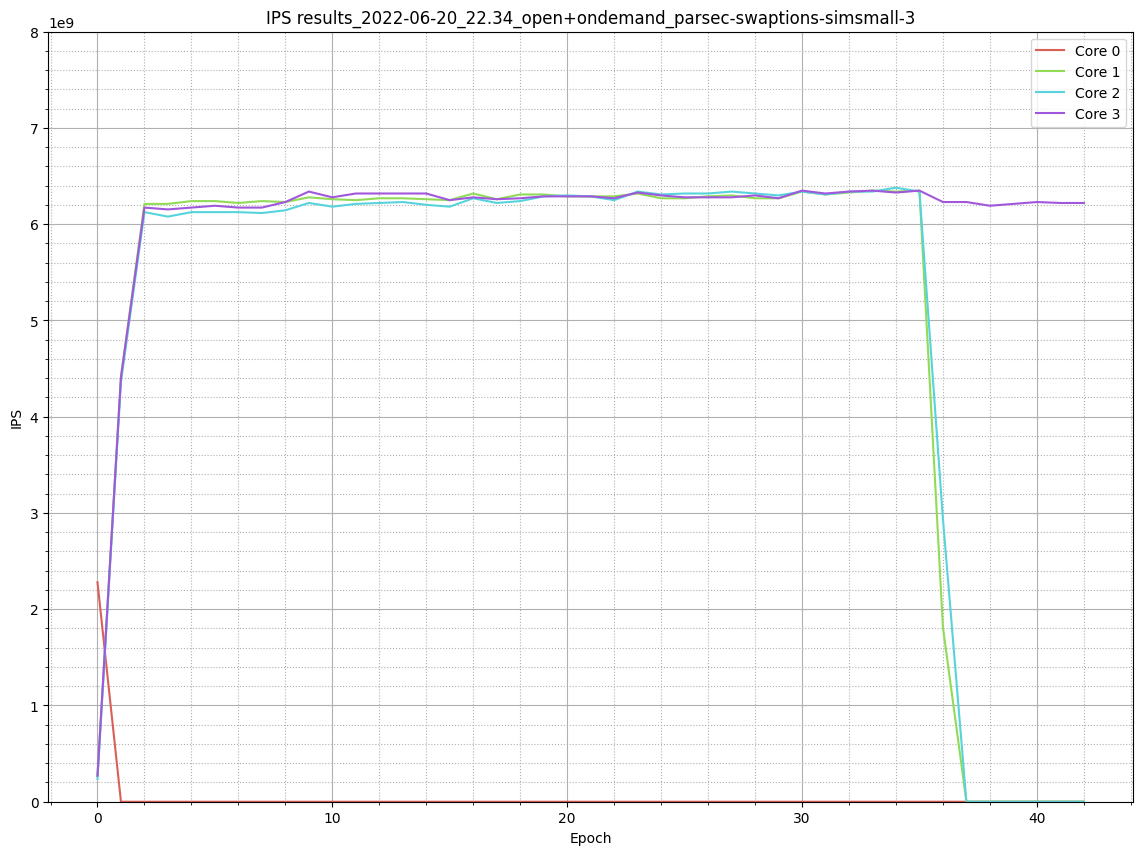 IPS results_2022-06-20_22.34_open+ondemand_parsec-swaptions-simsmall-3
1e9
8
7
6
5
4
3
2
1
0
IPS
Core 0
Core 1
Core 2
Core 3
0 10 20 30 40
Epoch